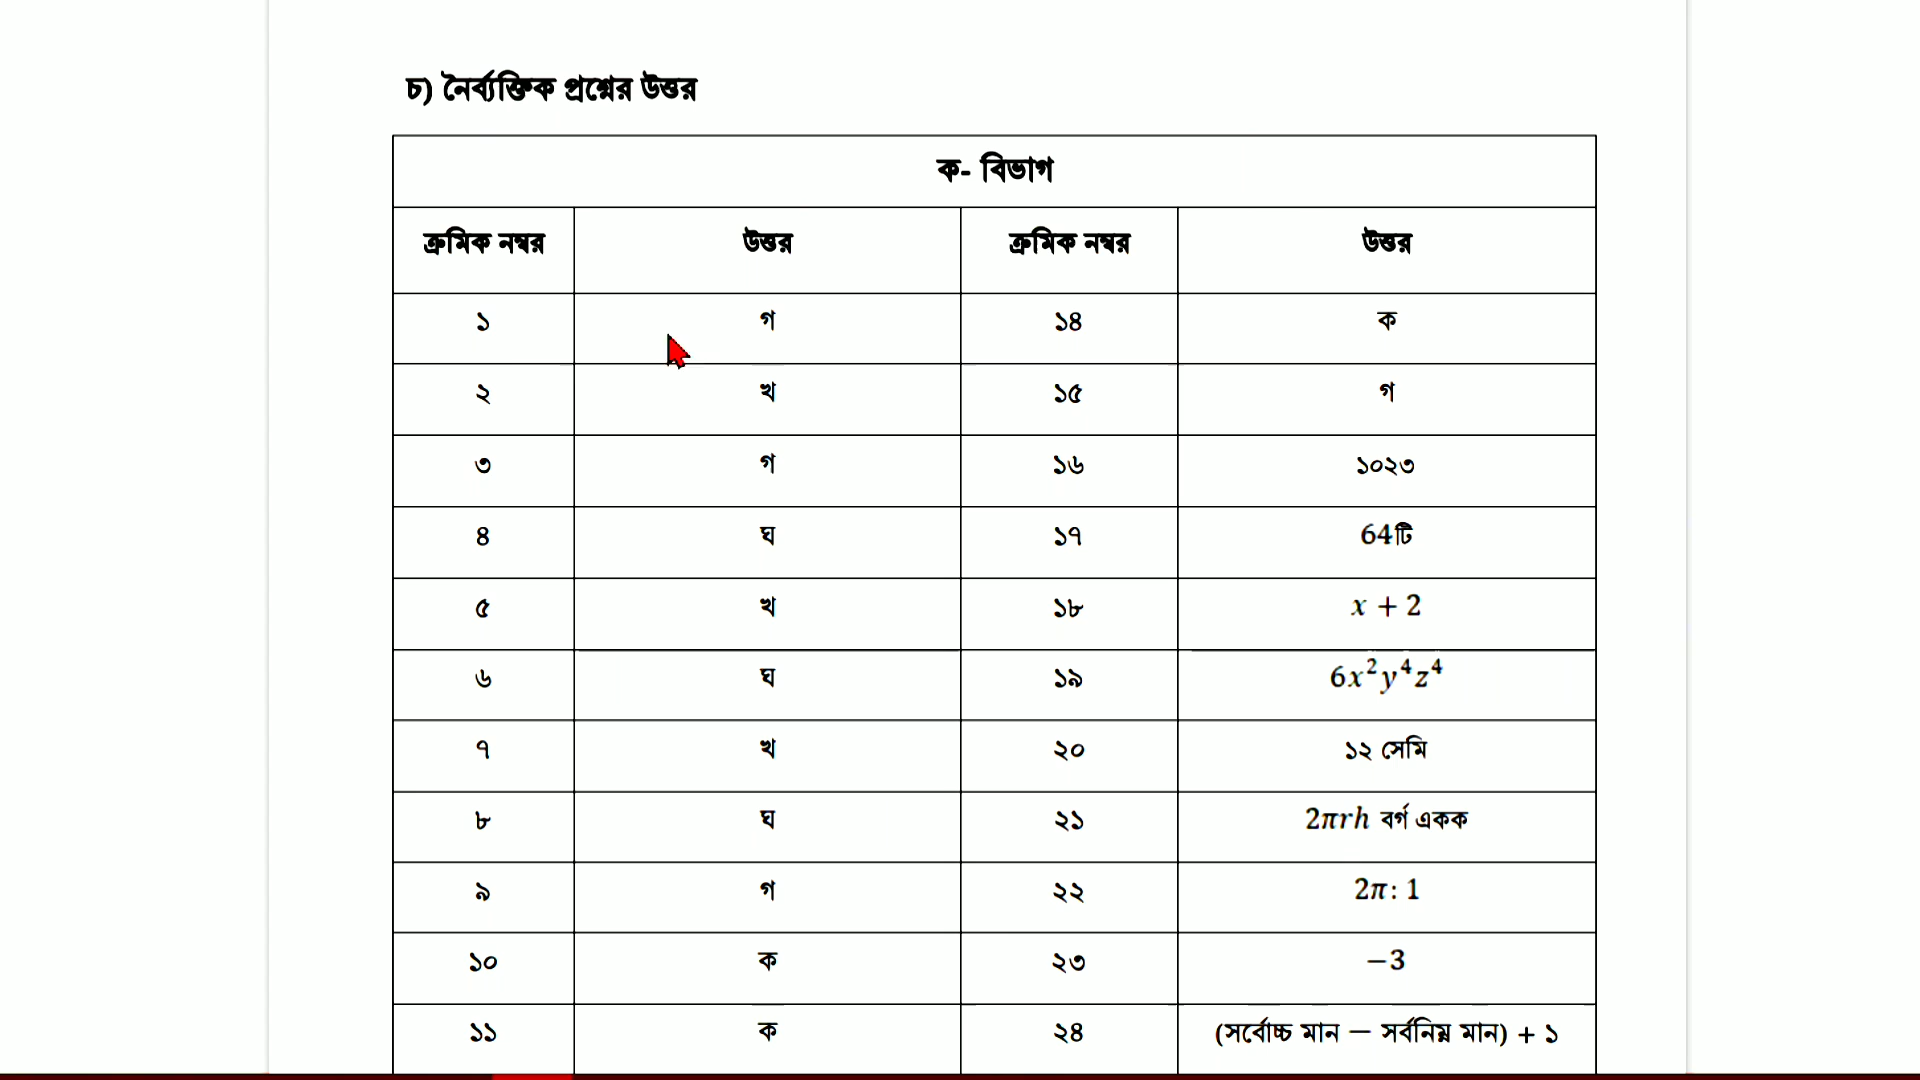 চ) নৈর্ব্যক্তিক প্রশ্নের উত্তর
ক- বিভাগ
ক্রমিক নম্বর উত্তর ক্রমিক নম্বর উত্তর
১ গ ১৪ ক
২ খ ১৫ গ
৩ গ ১৬ ১০২৩
৪ ঘ ১৭ 64টি
৫ খ ১৮ x + 2
৬ ঘ ১৯ 6x²y⁴z⁴
৭ খ ২০ ১২ সেমি
৮ ঘ ২১ 2πrh বর্গ একক
৯ গ ২২ 2π: 1
১০ ক ২৩ −3
১১ ক ২৪ (সর্বোচ্চ মান − সর্বনিম্ন মান) + ১